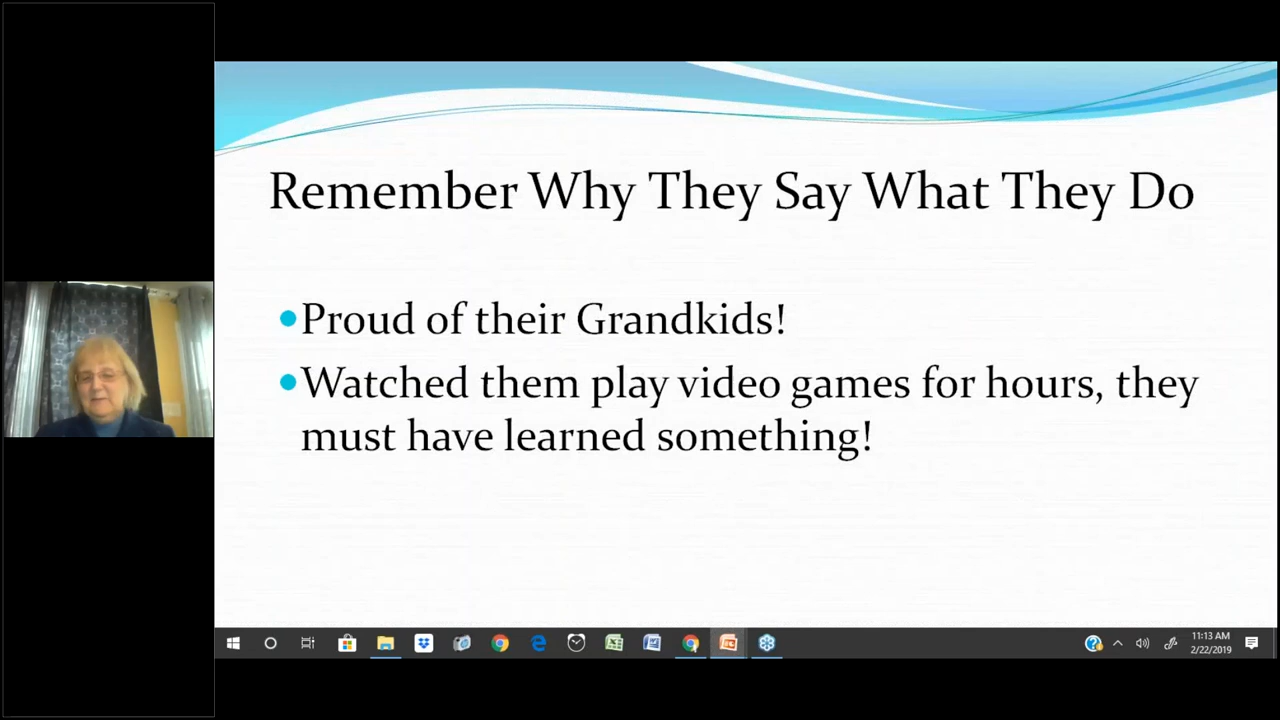 Remember Why They Say What They Do
•Proud of their Grandkids!
•Watched them play video games for hours, they
must have learned something!
11:13 AM
2/22/2019